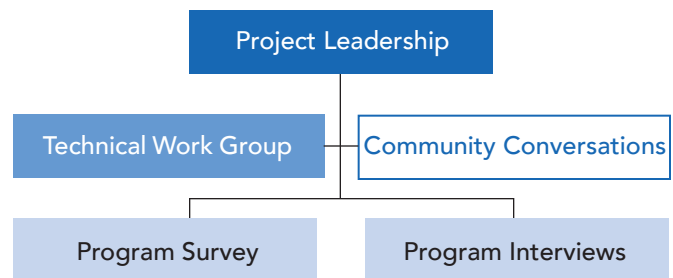 Project Leadership
Technical Work Group
Community Conversations
Program Survey
Program Interviews